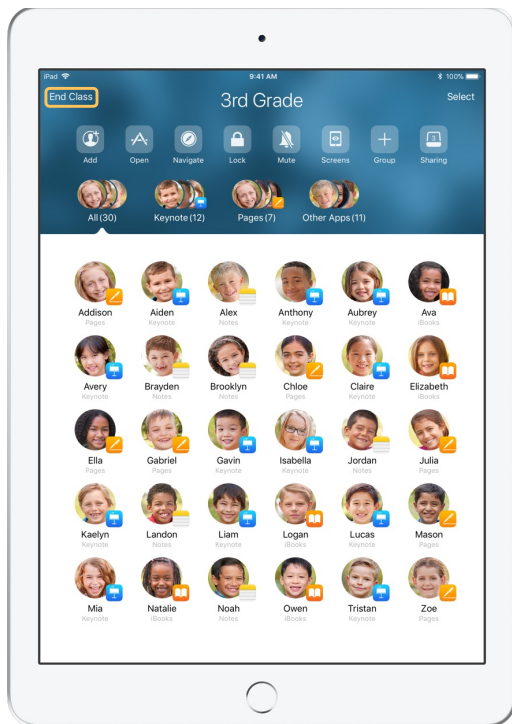 iPad 9:41 AM 100%
End Class 3rd Grade Select
Add Open Navigate Lock Mute Screens Group Sharing
3
All (30) Keynote (12) Pages (7) Other Apps (11)
Addison Aiden Alex Anthony Aubrey Ava
Pages Keynote Notes Keynote Keynote iBooks
Avery Brayden Brooklyn Chloe Claire Elizabeth
Keynote Notes Notes Pages Keynote iBooks
Ella Gabriel Gavin Isabella Jordan Julia
Pages Pages Keynote Keynote Notes Pages
Kaelyn Landon Liam Logan Lucas Mason
Keynote Notes Keynote iBooks Keynote Pages
Mia Natalie Noah Owen Tristan Zoe
Keynote iBooks Notes iBooks Keynote Pages